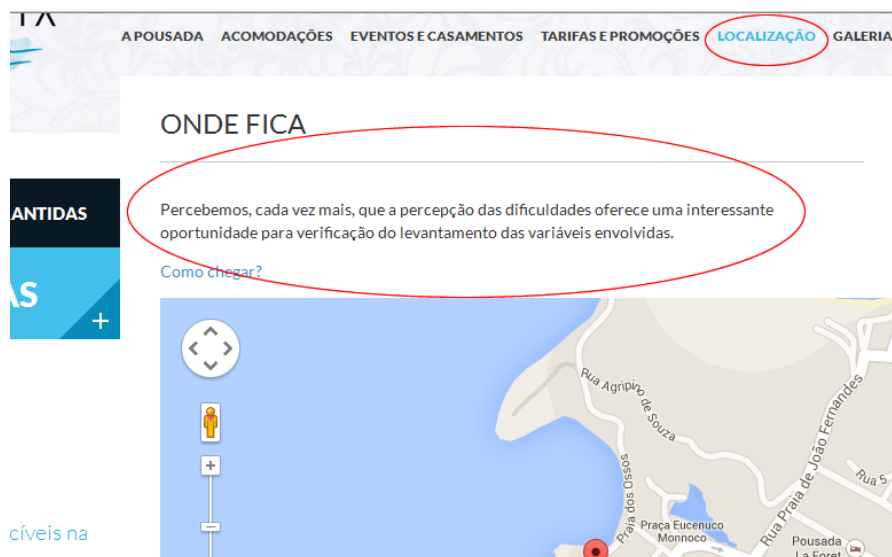 A POUSADA ACOMODAÇÕES EVENTOS E CASAMENTOS TARIFAS E PROMOÇÕES LOCALIZAÇÃO GALERIA
ONDE FICA
ANTIDAS
Percebemos, cada vez mais, que a percepção das dificuldades oferece uma interessante
oportunidade para verificação do levantamento das variáveis envolvidas.
Como chegar?
AS
+
Rua Agripino de Souza
Rua Praia de João Fernandes
Rua 5
Praia dos Ossos
Praça Eucenuco
Monnoco
Pousada
La Foret
cíveis na